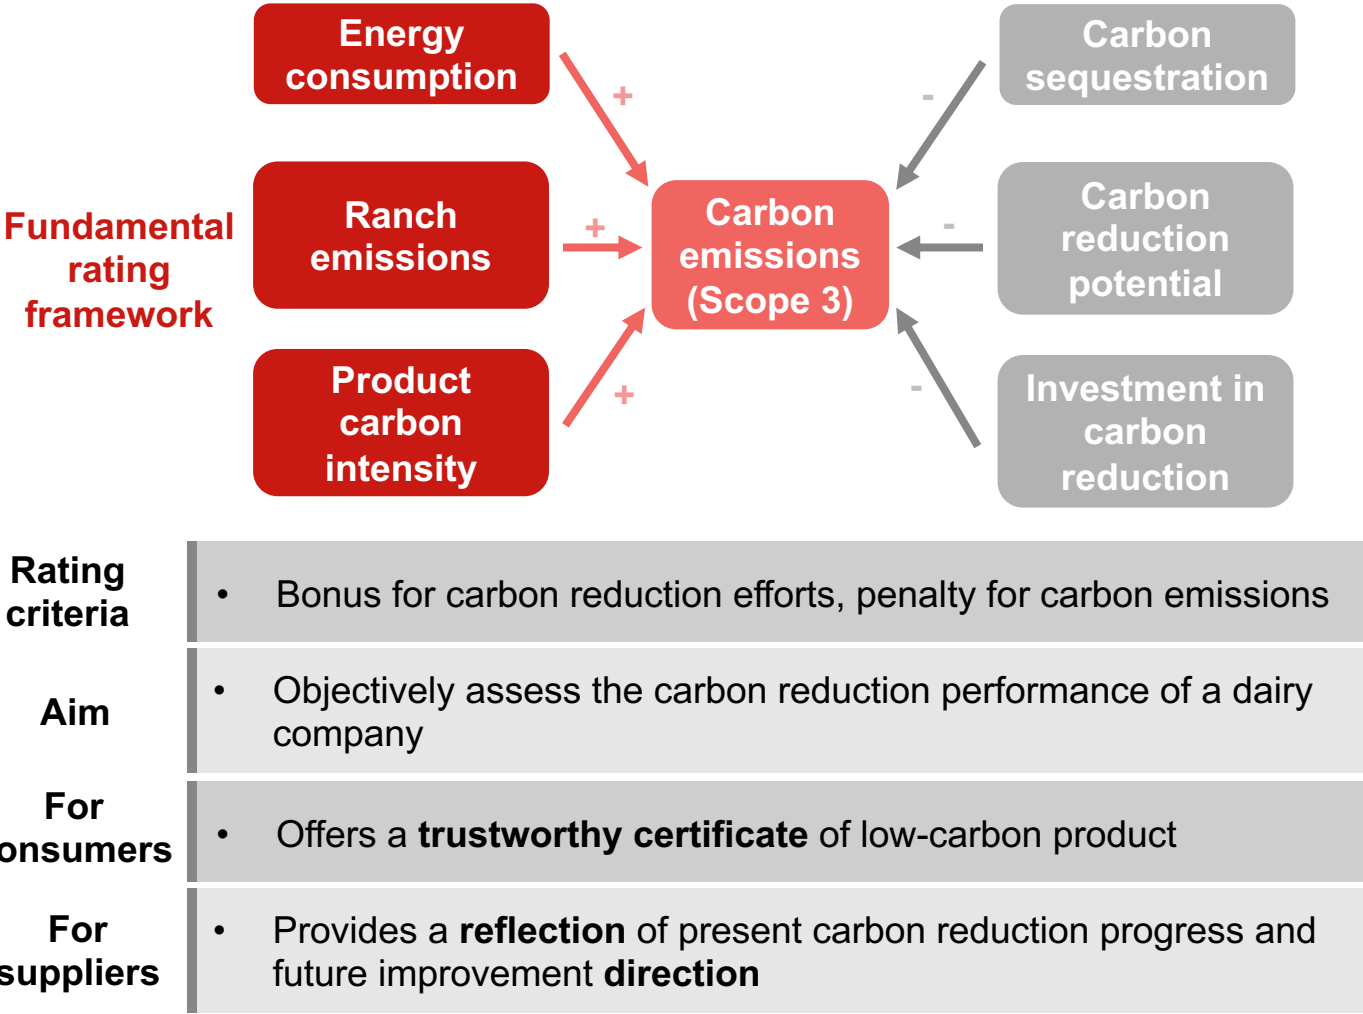 Energy
consumption
Carbon
sequestration
+
-
Fundamental
rating
framework
Ranch
emissions
+
Carbon
emissions
(Scope 3)
-
Carbon
reduction
potential
Product
carbon
intensity
+
-
Investment in
carbon
reduction
Rating
criteria
• Bonus for carbon reduction efforts, penalty for carbon emissions
Aim
• Objectively assess the carbon reduction performance of a dairy
company
For
onsumers
• Offers a trustworthy certificate of low-carbon product
For
suppliers
• Provides a reflection of present carbon reduction progress and
future improvement direction